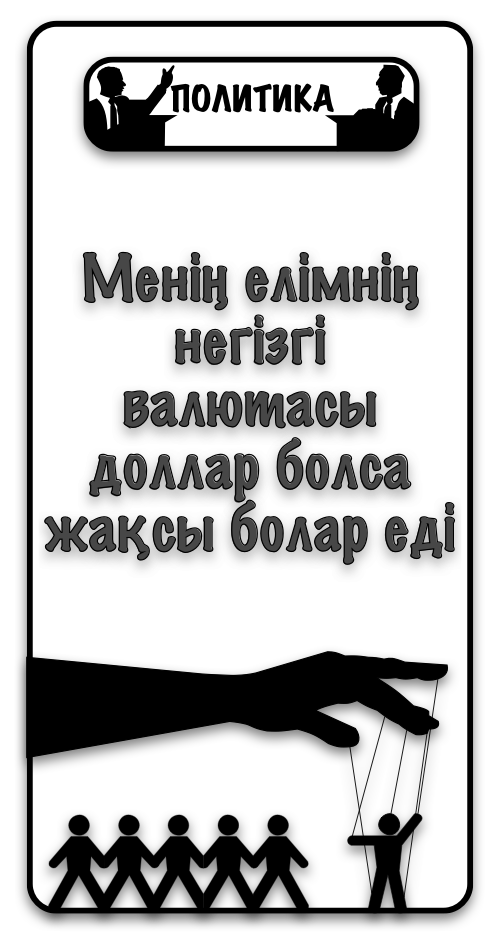 ПОЛИТИКА
Менің елімнің
негізгі
валютасы
доллар болса
жақсы болар еді